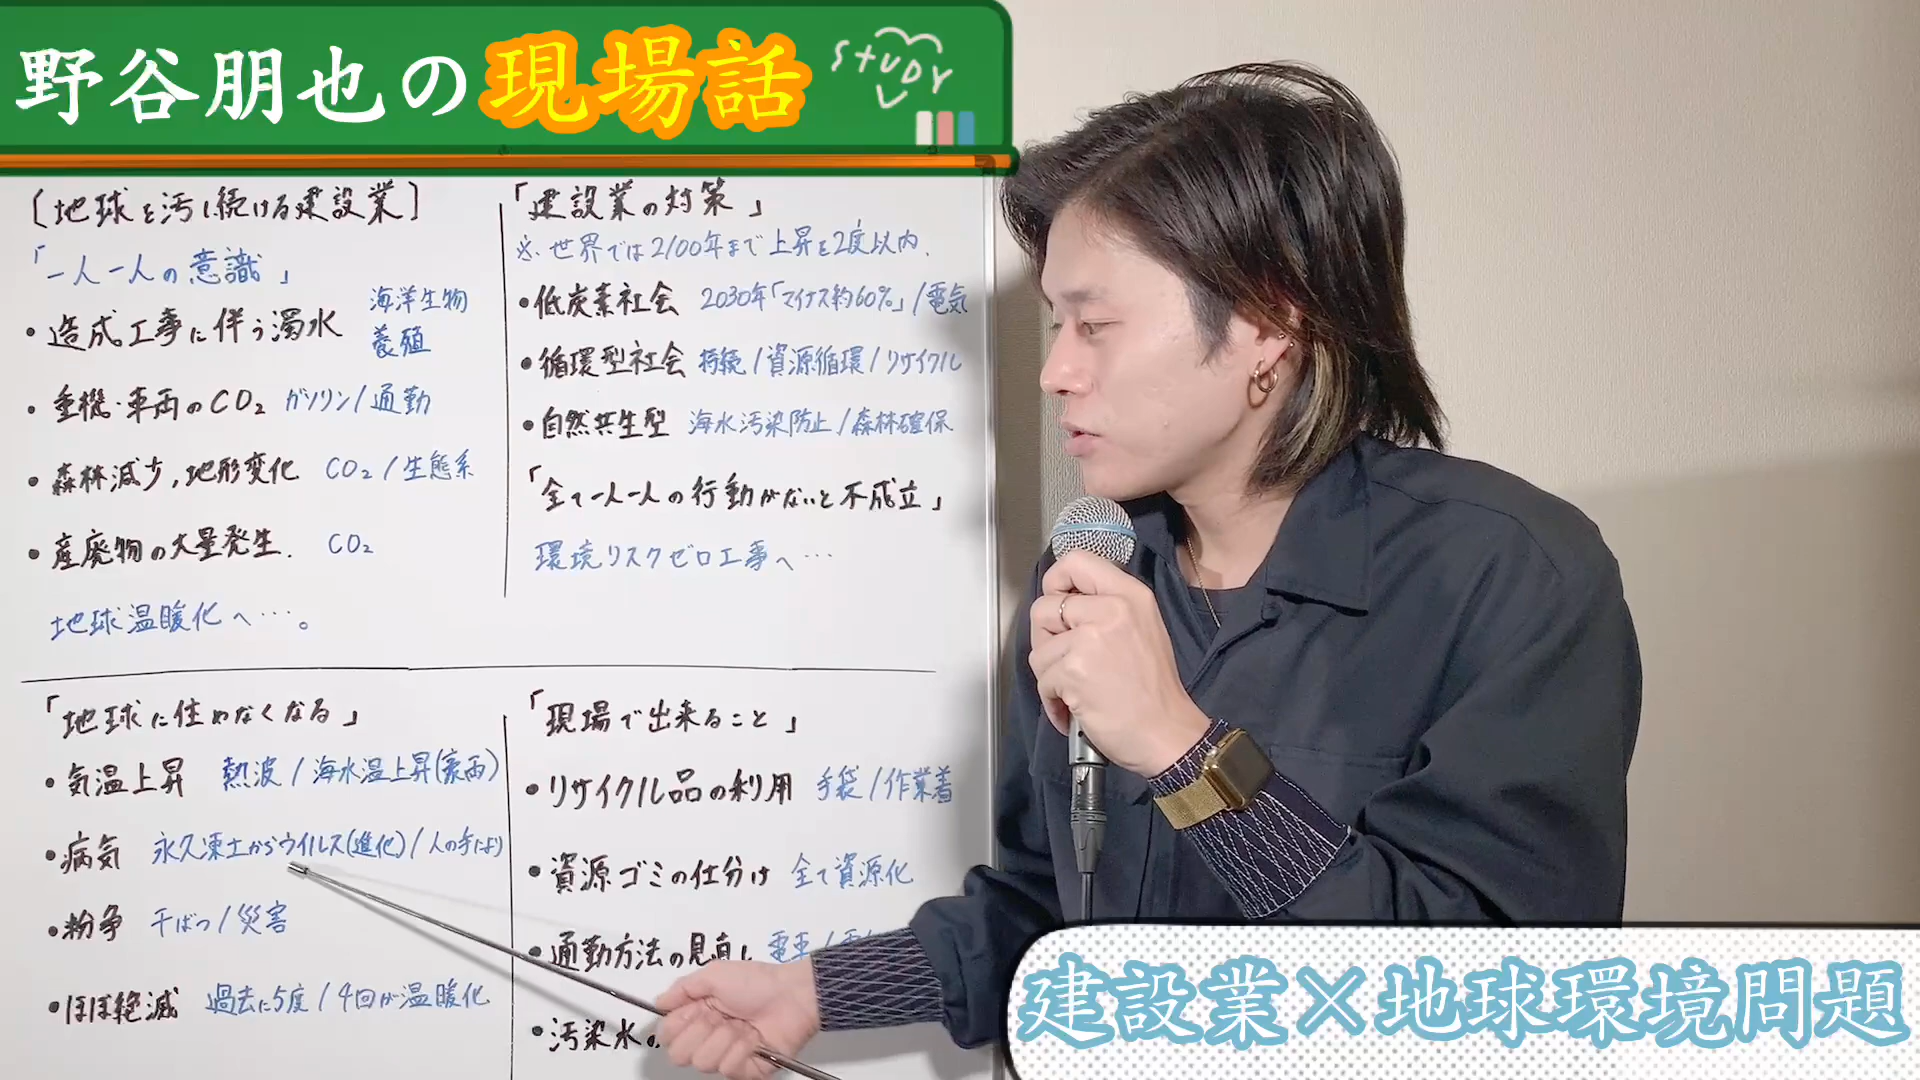 野谷朋也の現場話
STUDY
〔地球を汚し続ける建設業〕
「一人一人の意識」
・造成工事に伴う濁水 海洋生物 養殖
・重機・車両のCO2 ガソリン/通勤
・森林減少,地形変化 CO2/生態系
・産廃物の大量発生. CO2
地球温暖化へ…。
「建設業の対策」
※.世界では2100年まで上昇を2度以内.
・低炭素社会 2030年「マイナス約60%」/電気
・循環型社会 持続/資源循環/リサイクル
・自然共生型 海水汚染防止/森林確保
「全て一人一人の行動がないと不成立」
環境リスクゼロ工事へ…
「地球に住めなくなる」
・気温上昇 熱波/海水温上昇(豪雨)
・病気 永久凍土からウイルス(進化)/人の手により
・紛争 干ばつ/災害
・ほぼ絶滅 過去に5度/4回が温暖化
「現場で出来ること」
・リサイクル品の利用 手袋/作業着
・資源ゴミの仕分け 全て資源化
・通勤方法の見直し 電車/
・汚染水の
建設業×地球環境問題